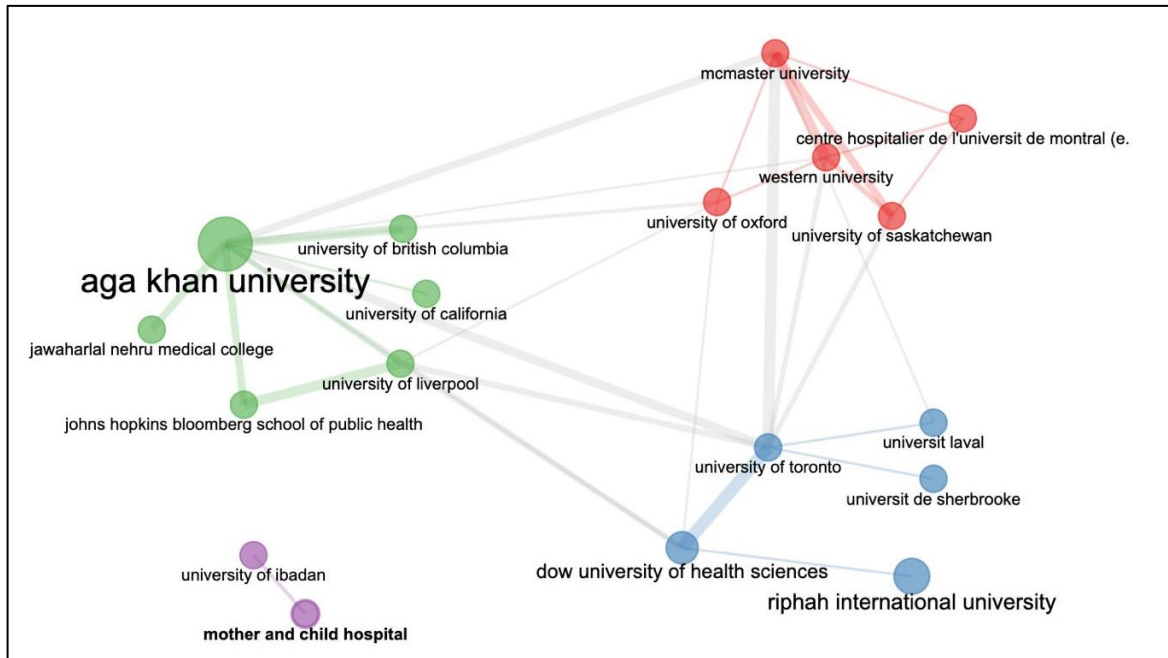 mcmaster university
centre hospitalier de l'universit de montral (e.
western university
university of oxford
university of saskatchewan
university of british columbia
aga khan university
university of california
jawaharlal nehru medical college
university of liverpool
johns hopkins bloomberg school of public health
universit laval
university of toronto
universit de sherbrooke
university of ibadan
dow university of health sciences
riphah international university
mother and child hospital